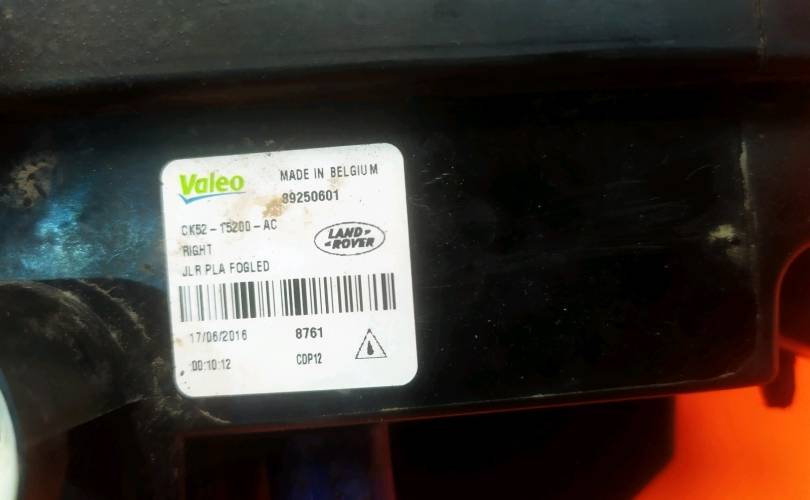 Valeo MADE IN BELGIUM
89250601
CK52-15200-AC
LAND ROVER
RIGHT
JLR PLA FOGLED
17/06/2016 8761
00:10:12 CDP12